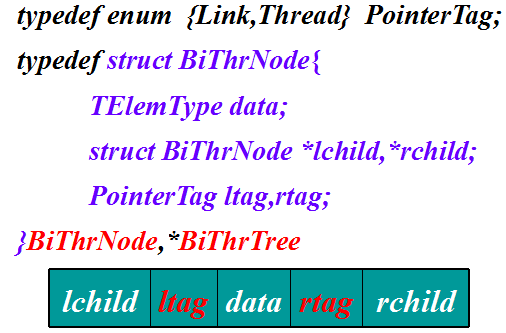 typedef enum {Link,Thread} PointerTag;
typedef struct BiThrNode{
TElemType data;
struct BiThrNode *lchild,*rchild;
PointerTag ltag,rtag;
}BiThrNode,*BiThrTree
lchild ltag data rtag rchild